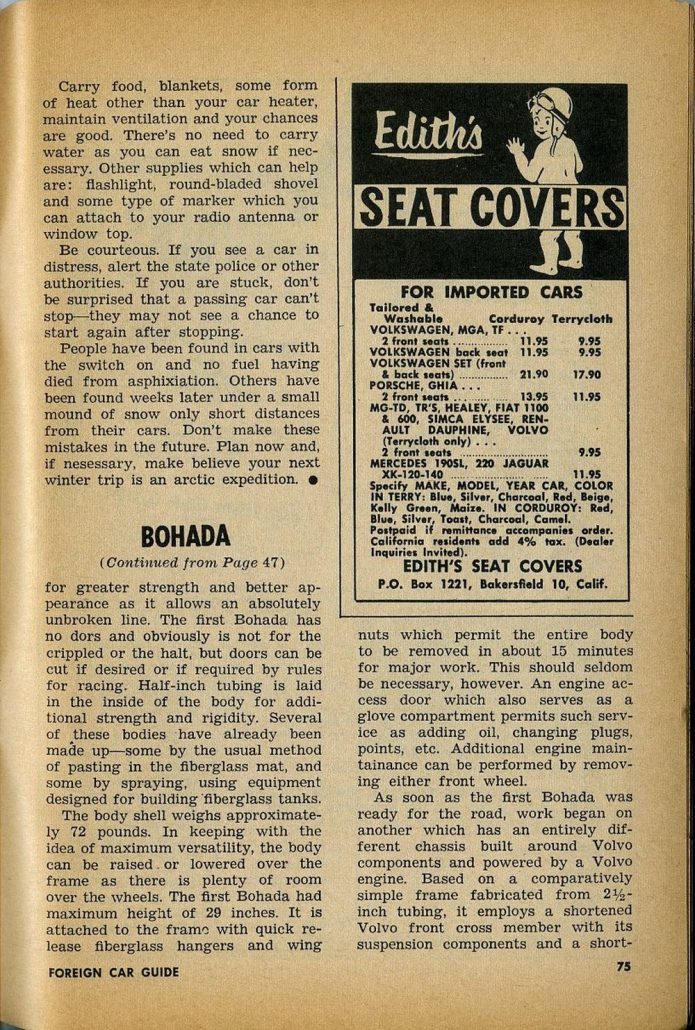 Carry food, blankets, some form
of heat other than your car heater,
maintain ventilation and your chances
are good. There's no need to carry
water as you can eat snow if nec-
essary. Other supplies which can help
are: flashlight, round-bladed shovel
and some type of marker which you
can attach to your radio antenna or
window top.
Be courteous. If you see a car in
distress, alert the state police or other
authorities. If you are stuck, don't
be surprised that a passing car can't
stop—they may not see a chance to
start again after stopping.
People have been found in cars with
the switch on and no fuel having
died from asphixiation. Others have
been found weeks later under a small
mound of snow only short distances
from their cars. Don't make these
mistakes in the future. Plan now and,
if nesessary, make believe your next
winter trip is an arctic expedition. ●
BOHADA
(Continued from Page 47)
for greater strength and better ap-
pearance as it allows an absolutely
unbroken line. The first Bohada has
no dors and obviously is not for the
crippled or the halt, but doors can be
cut if desired or if required by rules
for racing. Half-inch tubing is laid
in the inside of the body for addi-
tional strength and rigidity. Several
of these bodies have already been
made up—some by the usual method
of pasting in the fiberglass mat, and
some by spraying, using equipment
designed for building fiberglass tanks.
The body shell weighs approximate-
ly 72 pounds. In keeping with the
idea of maximum versatility, the body
can be raised or lowered over the
frame as there is plenty of room
over the wheels. The first Bohada had
maximum height of 29 inches. It is
attached to the frame with quick re-
lease fiberglass hangers and wing
Edith's
SEAT COVERS
FOR IMPORTED CARS
Tailored &
Washable Corduroy Terrycloth
VOLKSWAGEN, MGA, TF . . .
2 front seats ................ 11.95 9.95
VOLKSWAGEN back seat 11.95 9.95
VOLKSWAGEN SET (front
& back seats) ............... 21.90 17.90
PORSCHE, GHIA . . .
2 front seats ................ 13.95 11.95
MG-TD, TR'S, HEALEY, FIAT 1100
& 600, SIMCA ELYSEE, REN-
AULT DAUPHINE, VOLVO
(Terrycloth only) . . .
2 front seats ........................... 9.95
MERCEDES 190SL, 220 JAGUAR
XK-120-140 ........................... 11.95
Specify MAKE, MODEL, YEAR CAR, COLOR
IN TERRY: Blue, Silver, Charcoal, Red, Beige,
Kelly Green, Maize. IN CORDUROY: Red,
Blue, Silver, Toast, Charcoal, Camel.
Postpaid if remittance accompanies order.
California residents add 4% tax. (Dealer
Inquiries Invited).
EDITH'S SEAT COVERS
P.O. Box 1221, Bakersfield 10, Calif.
nuts which permit the entire body
to be removed in about 15 minutes
for major work. This should seldom
be necessary, however. An engine ac-
cess door which also serves as a
glove compartment permits such serv-
ice as adding oil, changing plugs,
points, etc. Additional engine main-
tainance can be performed by remov-
ing either front wheel.
As soon as the first Bohada was
ready for the road, work began on
another which has an entirely dif-
ferent chassis built around Volvo
components and powered by a Volvo
engine. Based on a comparatively
simple frame fabricated from 2½-
inch tubing, it employs a shortened
Volvo front cross member with its
suspension components and a short-
FOREIGN CAR GUIDE
75